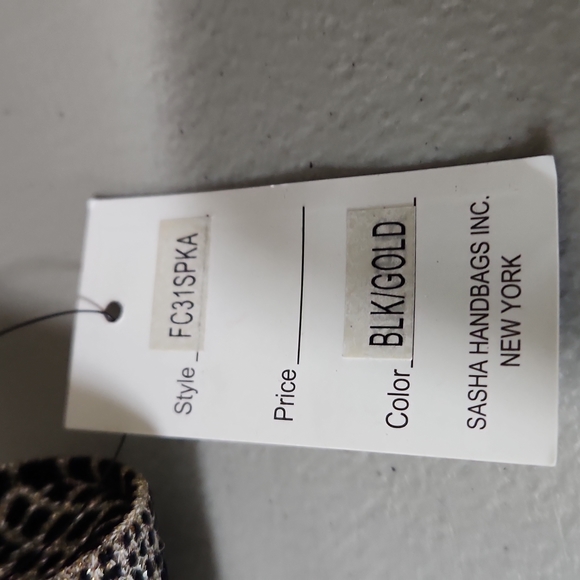 Style FC31SPKA
Price
Color BLK/GOLD
SASHA HANDBAGS INC.
NEW YORK